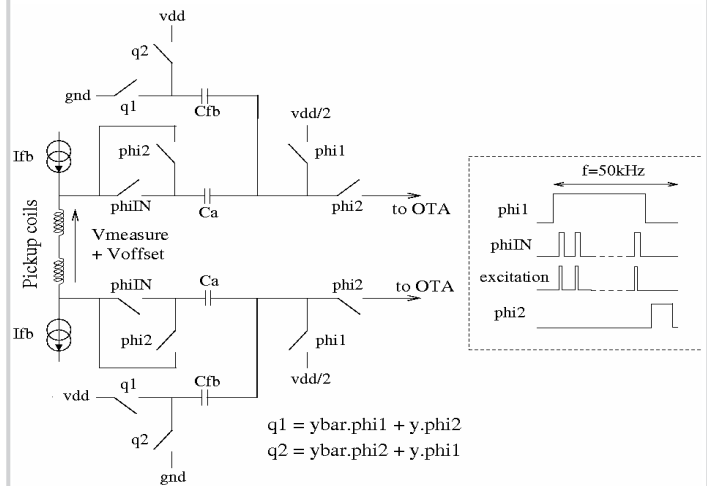 vdd
q2
gnd
q1
Cfb
vdd/2
Ifb
phi2
phi1
phiIN
Ca
phi2
to OTA
Pickup coils
Vmeasure
+ Voffset
phiIN
Ca
phi2
to OTA
Ifb
phi2
phi1
vdd/2
q1
Cfb
vdd
q2
gnd
q1 = ybar.phi1 + y.phi2
q2 = ybar.phi2 + y.phi1
f=50kHz
phi1
phiIN
excitation
phi2